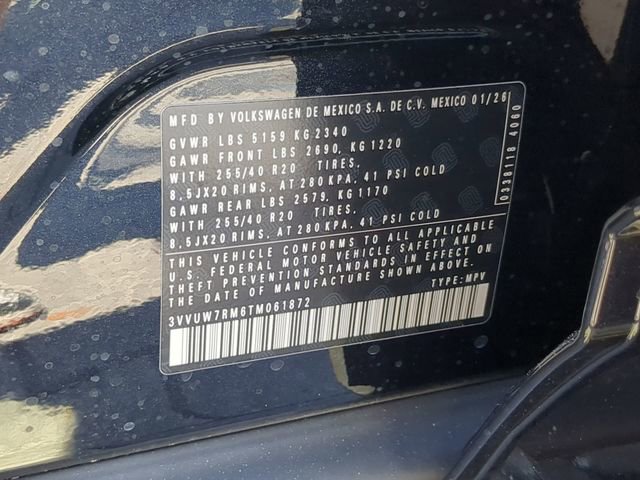 MFD BY VOLKSWAGEN DE MEXICO S.A. DE C.V. MEXICO 01/26
GVWR LBS 5159 KG 2340
GAWR FRONT LBS 2690, KG 1220
WITH 255/40 R20 TIRES,
8.5JX20 RIMS, AT 280 KPA, 41 PSI COLD
GAWR REAR LBS 2579, KG 1170
WITH 255/40 R20 TIRES,
8.5JX20 RIMS, AT 280 KPA, 41 PSI COLD
THIS VEHICLE CONFORMS TO ALL APPLICABLE
U.S. FEDERAL MOTOR VEHICLE SAFETY AND
THEFT PREVENTION STANDARDS IN EFFECT ON
THE DATE OF MANUFACTURE SHOWN ABOVE.
3VVUW7RM6TM061872 TYPE: MPV
0338118 4060